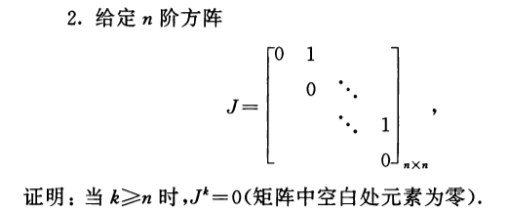 2. 给定 n 阶方阵
J=[0 1
0 ⋱
⋱ 1
0]n×n,
证明：当 k≥n 时,Jᵏ=0(矩阵中空白处元素为零).